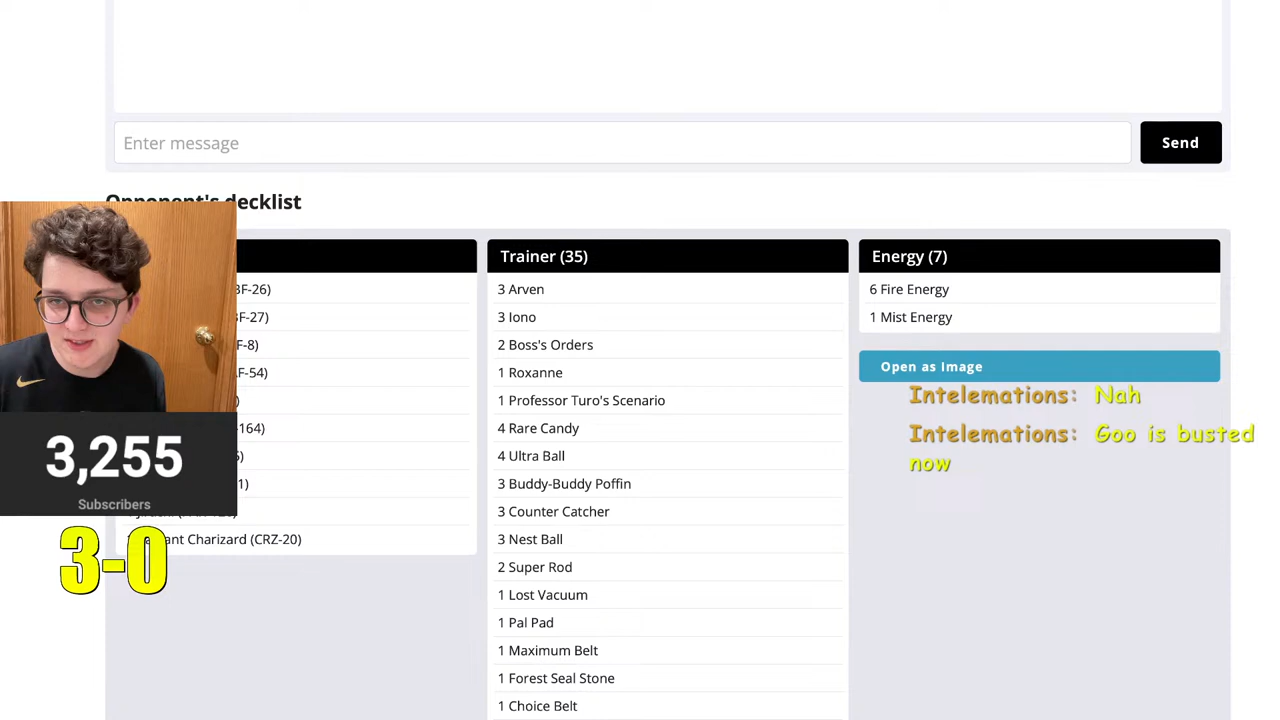 Enter message
Send
Opponent's decklist
Trainer (35)
Energy (7)
BF-26)
3 Arven
6 Fire Energy
F-27)
3 Iono
1 Mist Energy
F-8)
2 Boss's Orders
AF-54)
1 Roxanne
Open as Image
1 Professor Turo's Scenario
Intelemations: Nah
164)
4 Rare Candy
Intelemations: Goo is busted
now
4 Ultra Ball
3,255
Subscribers
3 Buddy-Buddy Poffin
3 Counter Catcher
3-0
Charizard (CRZ-20)
3 Nest Ball
2 Super Rod
1 Lost Vacuum
1 Pal Pad
1 Maximum Belt
1 Forest Seal Stone
1 Choice Belt